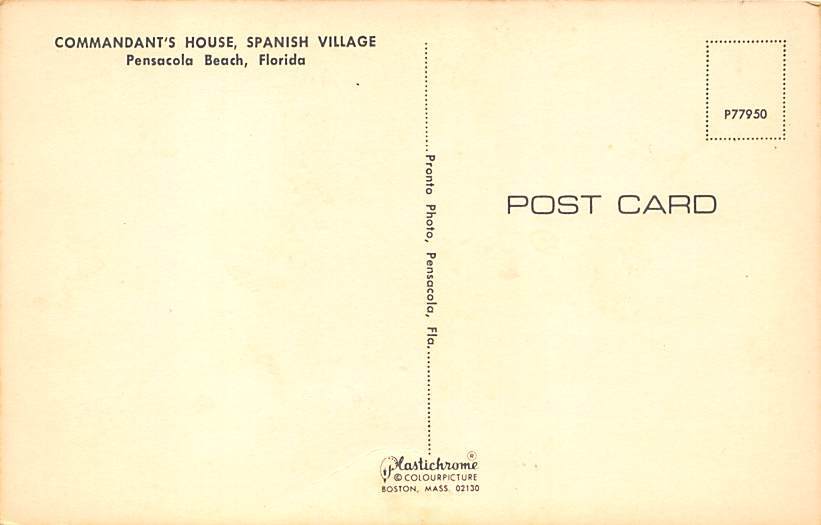 COMMANDANT'S HOUSE, SPANISH VILLAGE
Pensacola Beach, Florida
P77950
POST CARD
Pronto Photo, Pensacola, Fla.
Plastichrome ®
© COLOURPICTURE
BOSTON, MASS. 02130